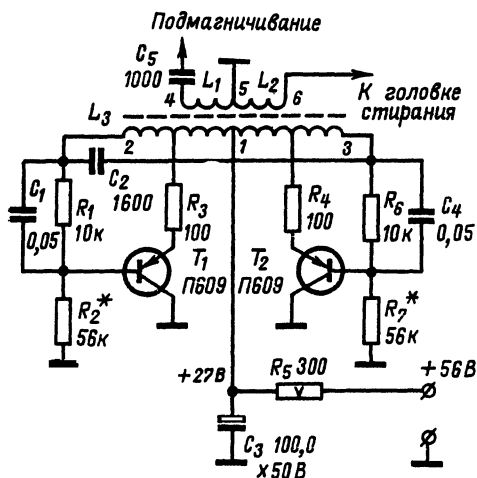 Подмагничивание
C5
1000
L1
5
L2
4
6
К головке
стирания
L3
2
1
3
C1
0,05
R1
10к
C2
1600
R3
100
R4
100
R6
10к
C4
0,05
T1
П609
T2
П609
R2*
56к
R7*
56к
+27В
R5 300
+56В
C3 100,0
×50В